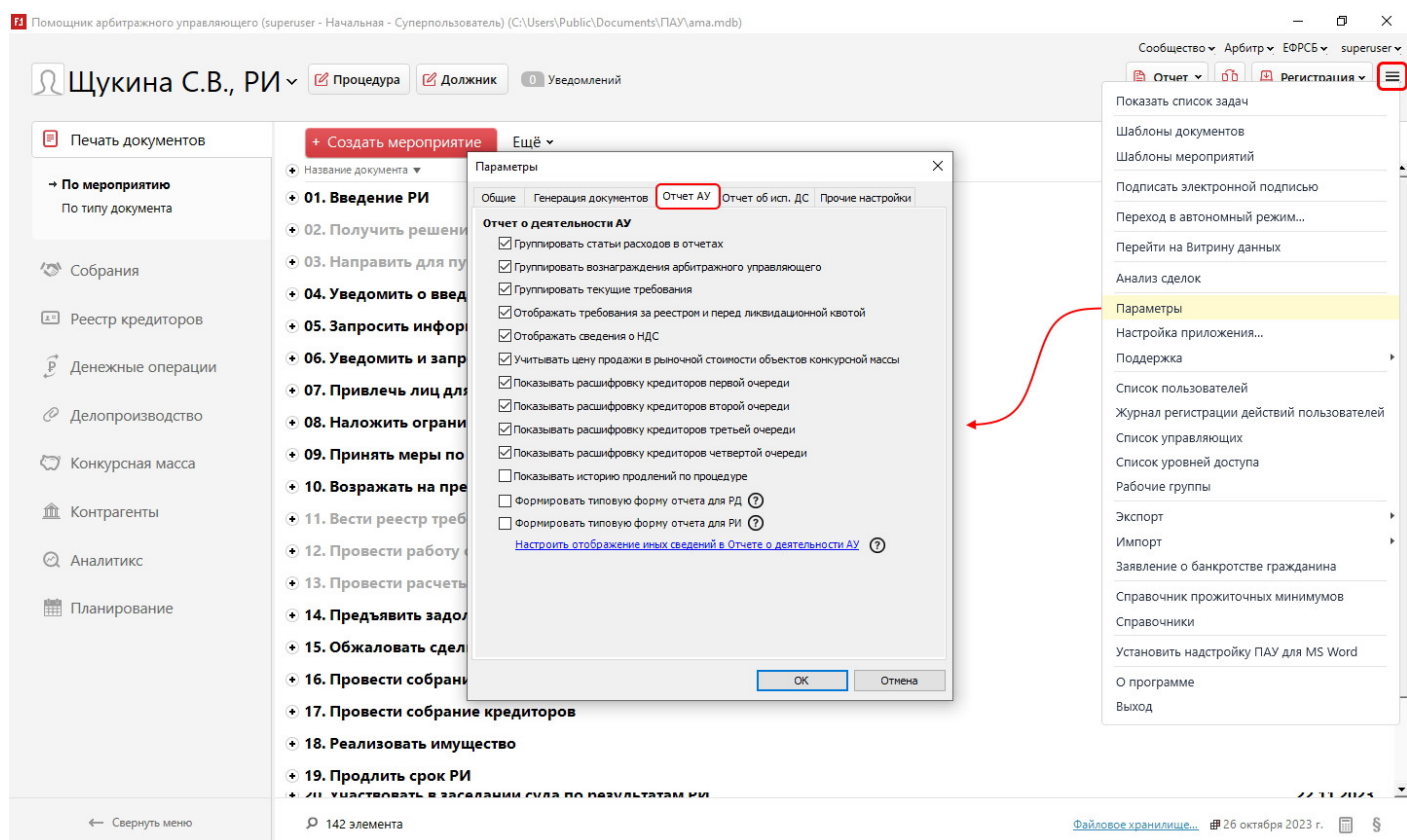 Помощник арбитражного управляющего (superuser - Начальная - Суперпользователь) (C:\Users\Public\Documents\ПАУ\ama.mdb)
Сообщество Арбитр ЕФРСБ superuser
Щукина С.В., РИ Процедура Должник 0 Уведомлений
Отчет Регистрация
Печать документов
По мероприятию
По типу документа
Собрания
Реестр кредиторов
Денежные операции
Делопроизводство
Конкурсная масса
Контрагенты
Аналитикс
Планирование
Свернуть меню
+ Создать мероприятие Ещё
Название документа
01. Введение РИ
02. Получить решени
03. Направить для пу
04. Уведомить о введ
05. Запросить инфор
06. Уведомить и запр
07. Привлечь лиц для
08. Наложить ограни
09. Принять меры по
10. Возражать на пре
11. Вести реестр треб
12. Провести работу
13. Провести расчеты
14. Предъявить задол
15. Обжаловать сдел
16. Провести собрани
17. Провести собрание кредиторов
18. Реализовать имущество
19. Продлить срок РИ
20. Участвовать в заседании суда по результатам РИ 22.11.2023
142 элемента
Файловое хранилище... 26 октября 2023 г. §
Параметры
Общие Генерация документов Отчет АУ Отчет об исп. ДС Прочие настройки
Отчет о деятельности АУ
Группировать статьи расходов в отчетах
Группировать вознаграждения арбитражного управляющего
Группировать текущие требования
Отображать требования за реестром и перед ликвидационной квотой
Отображать сведения о НДС
Учитывать цену продажи в рыночной стоимости объектов конкурсной массы
Показывать расшифровку кредиторов первой очереди
Показывать расшифровку кредиторов второй очереди
Показывать расшифровку кредиторов третьей очереди
Показывать расшифровку кредиторов четвертой очереди
Показывать историю продлений по процедуре
Формировать типовую форму отчета для РД ?
Формировать типовую форму отчета для РИ ?
Настроить отображение иных сведений в Отчете о деятельности АУ ?
OK Отмена
Показать список задач
Шаблоны документов
Шаблоны мероприятий
Подписать электронной подписью
Переход в автономный режим...
Перейти на Витрину данных
Анализ сделок
Параметры
Настройка приложения...
Поддержка
Список пользователей
Журнал регистрации действий пользователей
Список управляющих
Список уровней доступа
Рабочие группы
Экспорт
Импорт
Заявление о банкротстве гражданина
Справочник прожиточных минимумов
Справочники
Установить надстройку ПАУ для MS Word
О программе
Выход